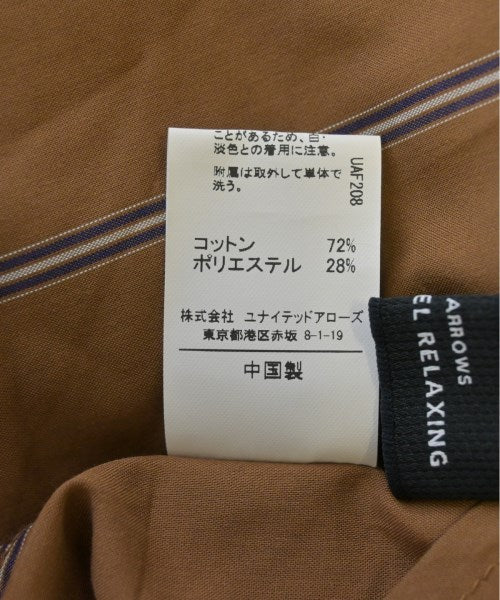 ことがあるため、白・
淡色との着用に注意。
附属は取外して単体で
洗う。
UAF208
コットン 72%
ポリエステル 28%
株式会社 ユナイテッドアローズ
東京都港区赤坂 8-1-19
中国製
ARROWS
EL RELAXING